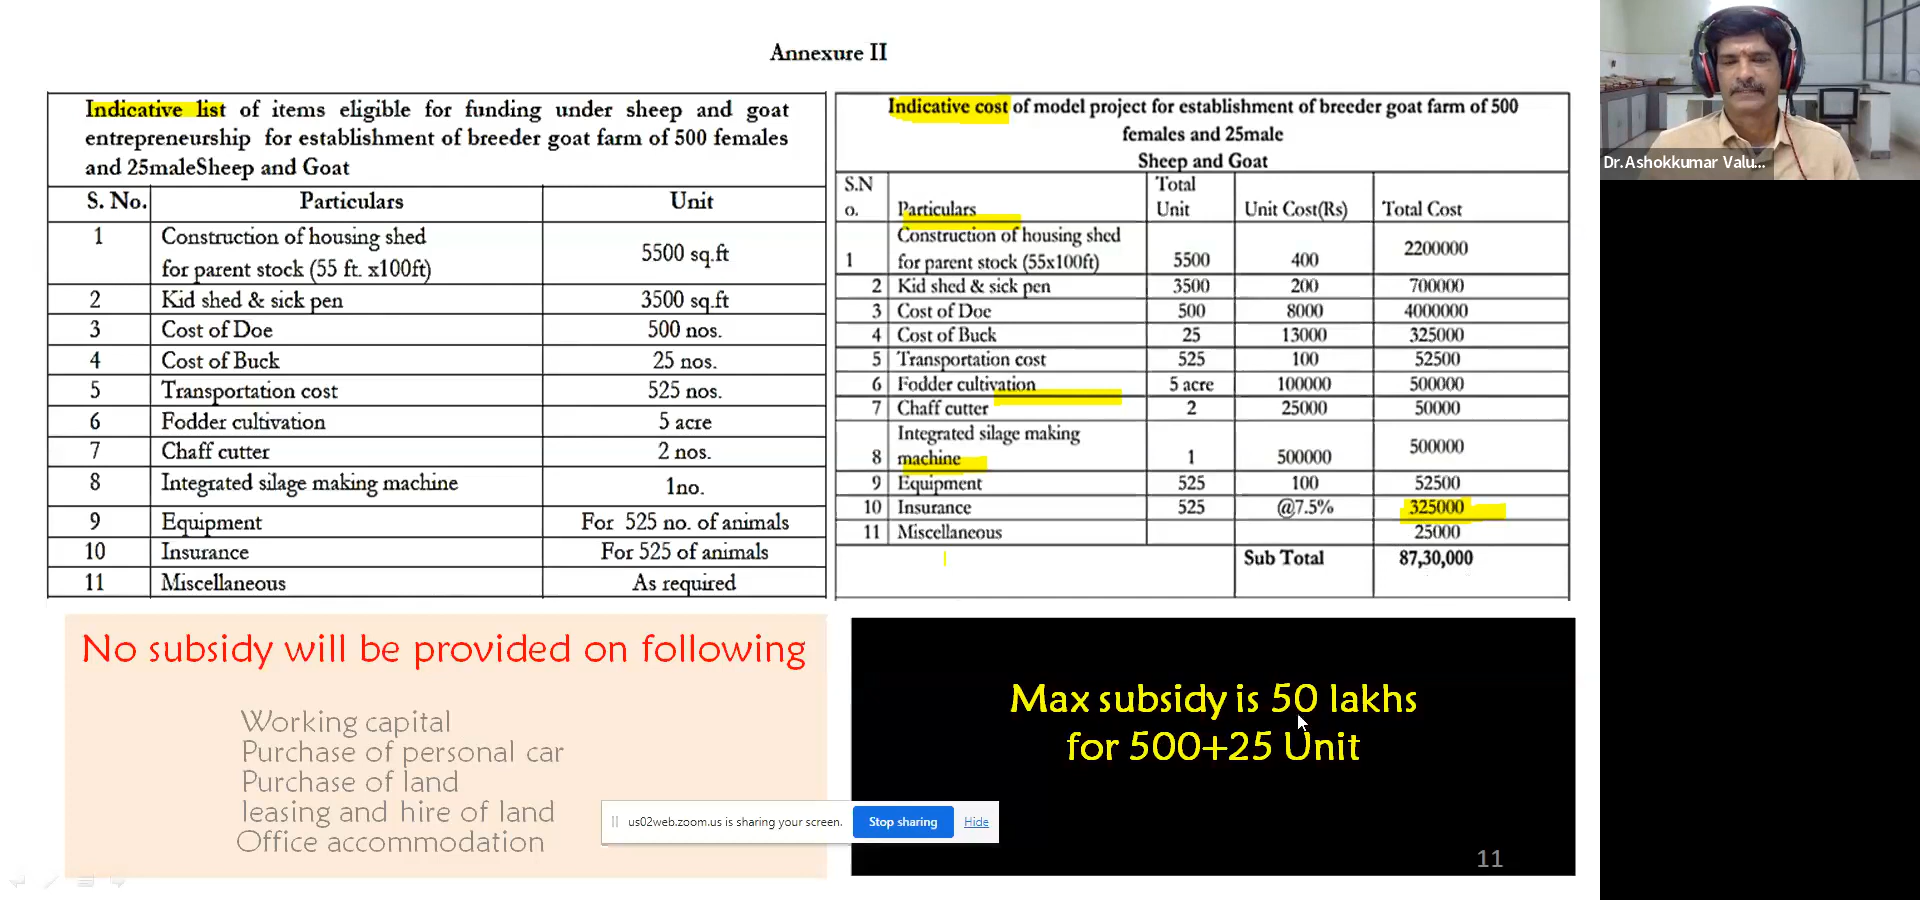 Annexure II
Indicative list of items eligible for funding under sheep and goat
entrepreneurship for establishment of breeder goat farm of 500 females
and 25maleSheep and Goat
S. No. Particulars Unit
1 Construction of housing shed
for parent stock (55 ft. x100ft) 5500 sq.ft
2 Kid shed & sick pen 3500 sq.ft
3 Cost of Doe 500 nos.
4 Cost of Buck 25 nos.
5 Transportation cost 525 nos.
6 Fodder cultivation 5 acre
7 Chaff cutter 2 nos.
8 Integrated silage making machine 1no.
9 Equipment For 525 no. of animals
10 Insurance For 525 of animals
11 Miscellaneous As required
Indicative cost of model project for establishment of breeder goat farm of 500
females and 25male
Sheep and Goat
S.N
o. Particulars Total
Unit Unit Cost(Rs) Total Cost
1 Construction of housing shed
for parent stock (55x100ft) 5500 400 2200000
2 Kid shed & sick pen 3500 200 700000
3 Cost of Doe 500 8000 4000000
4 Cost of Buck 25 13000 325000
5 Transportation cost 525 100 52500
6 Fodder cultivation 5 acre 100000 500000
7 Chaff cutter 2 25000 50000
8 Integrated silage making
machine 1 500000 500000
9 Equipment 525 100 52500
10 Insurance 525 @7.5% 325000
11 Miscellaneous 25000
Sub Total 87,30,000
No subsidy will be provided on following
Working capital
Purchase of personal car
Purchase of land
leasing and hire of land
Office accommodation
Max subsidy is 50 lakhs
for 500+25 Unit
us02web.zoom.us is sharing your screen. Stop sharing Hide
11
Dr.Ashokkumar Valu...